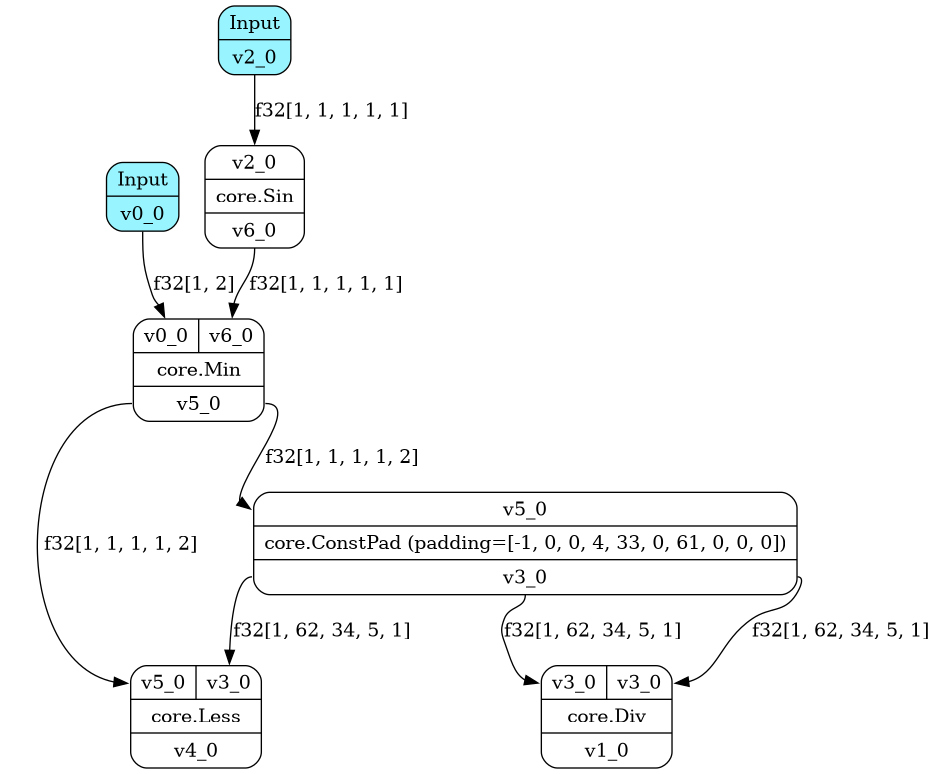 Input
v2_0
f32[1, 1, 1, 1, 1]
v2_0
core.Sin
v6_0
Input
v0_0
f32[1, 2]
f32[1, 1, 1, 1, 1]
v0_0 v6_0
core.Min
v5_0
f32[1, 1, 1, 1, 2]
f32[1, 1, 1, 1, 2]
v5_0
core.ConstPad (padding=[-1, 0, 0, 4, 33, 0, 61, 0, 0, 0])
v3_0
f32[1, 62, 34, 5, 1]
f32[1, 62, 34, 5, 1]
f32[1, 62, 34, 5, 1]
v5_0 v3_0
core.Less
v4_0
v3_0 v3_0
core.Div
v1_0